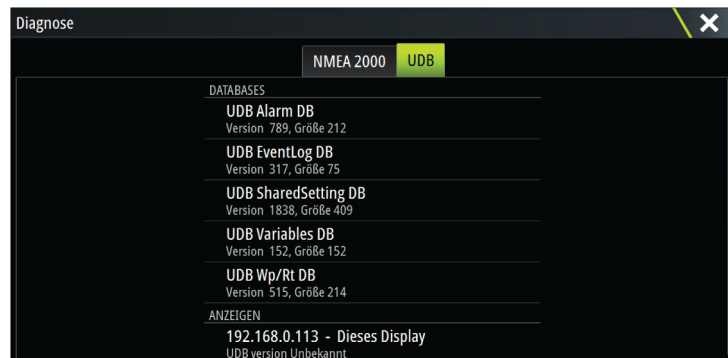 Diagnose
NMEA 2000 UDB
DATABASES
UDB Alarm DB
Version 789, Größe 212
UDB EventLog DB
Version 317, Größe 75
UDB SharedSetting DB
Version 1838, Größe 409
UDB Variables DB
Version 152, Größe 152
UDB Wp/Rt DB
Version 515, Größe 214
ANZEIGEN
192.168.0.113 - Dieses Display
UDB version Unbekannt